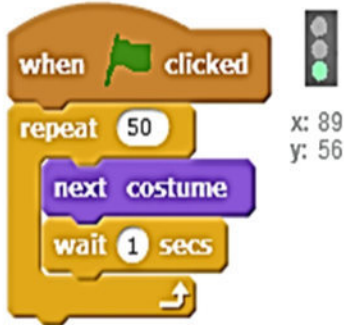 when clicked
repeat 50
next costume
wait 1 secs
x: 89
y: 56